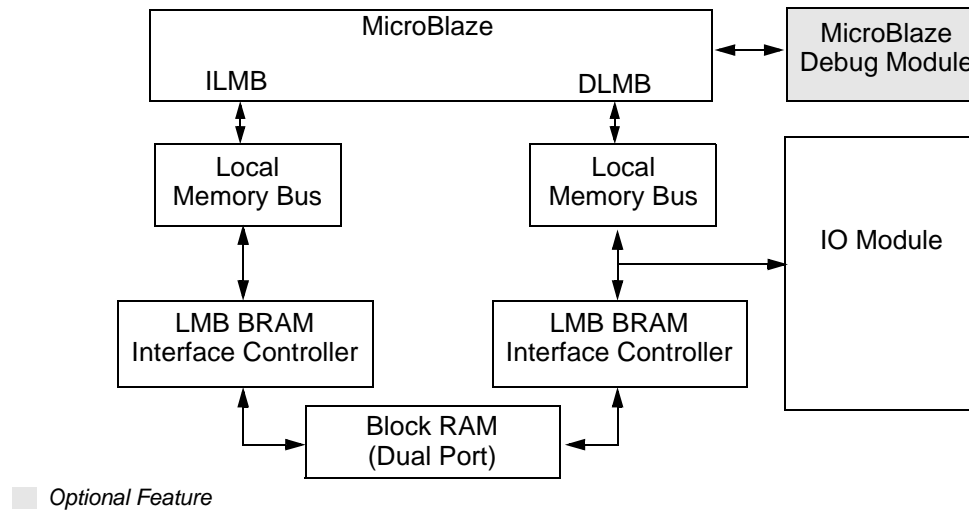 MicroBlaze
ILMB
DLMB
MicroBlaze
Debug Module
Local
Memory Bus
Local
Memory Bus
IO Module
LMB BRAM
Interface Controller
LMB BRAM
Interface Controller
Block RAM
(Dual Port)
Optional Feature